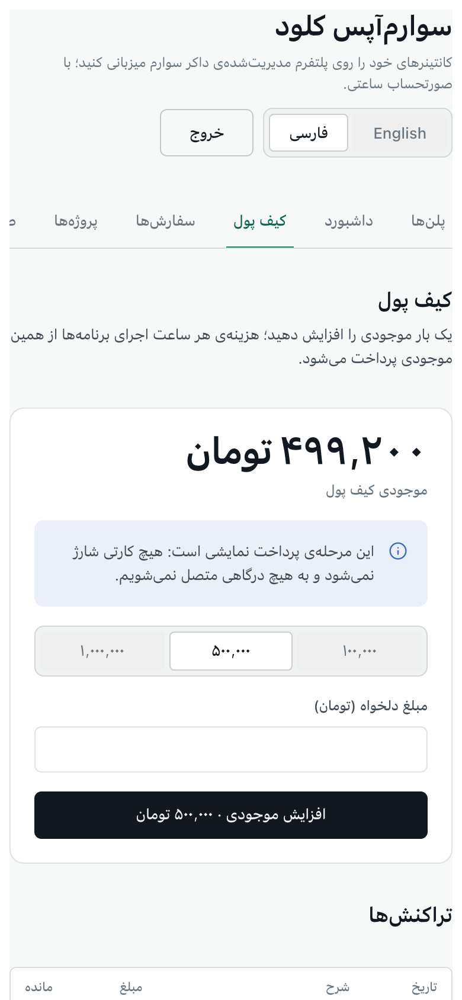 سوارم‌آپس کلود
کانتینرهای خود را روی پلتفرم مدیریت‌شده‌ی داکر سوارم میزبانی کنید؛ با
صورتحساب ساعتی.
English فارسی خروج
پلن‌ها داشبورد کیف پول سفارش‌ها پروژه‌ها
کیف پول
یک بار موجودی را افزایش دهید؛ هزینه‌ی هر ساعت اجرای برنامه‌ها از همین
موجودی پرداخت می‌شود.
۴۹۹,۲۰۰ تومان
موجودی کیف پول
این مرحله‌ی پرداخت نمایشی است: هیچ کارتی شارژ
نمی‌شود و به هیچ درگاهی متصل نمی‌شویم.
۱۰۰,۰۰۰ ۵۰۰,۰۰۰ ۱,۰۰۰,۰۰۰
مبلغ دلخواه (تومان)
افزایش موجودی · ۵۰۰,۰۰۰ تومان
تراکنش‌ها
تاریخ شرح مبلغ مانده